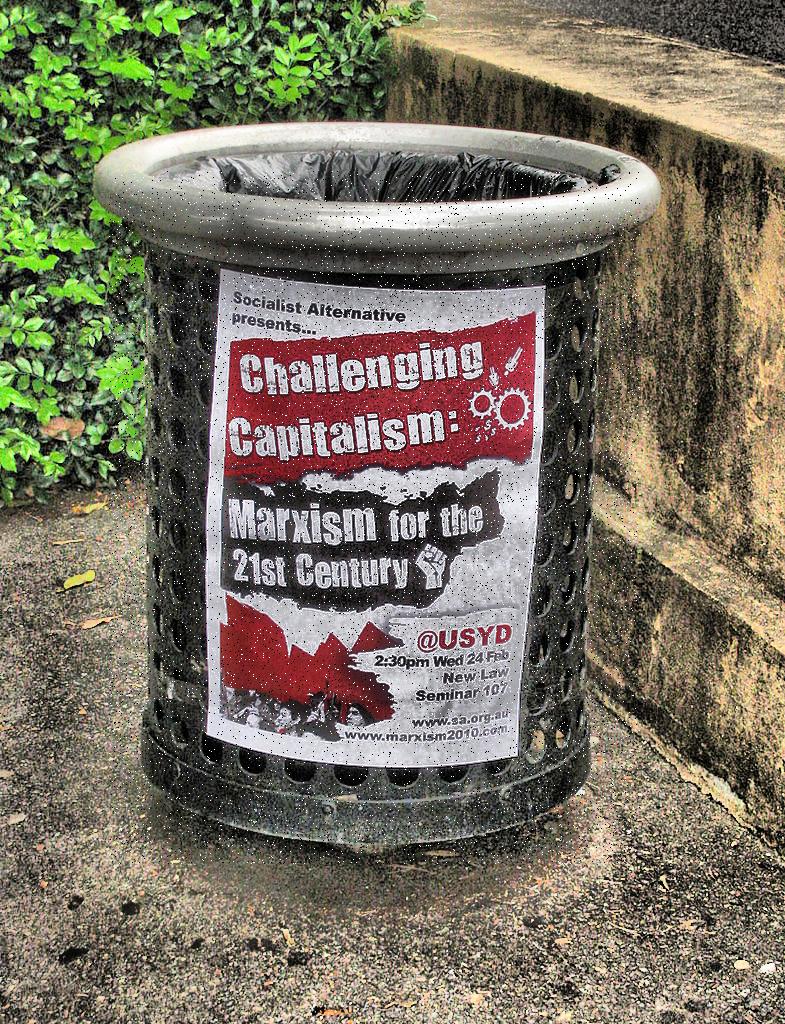 Socialist Alternative
presents...
Challenging
Capitalism:
Marxism for the
21st Century
@USYD
2:30pm Wed 24 Feb
New Law
Seminar 107
www.sa.org.au
www.marxism2010.com